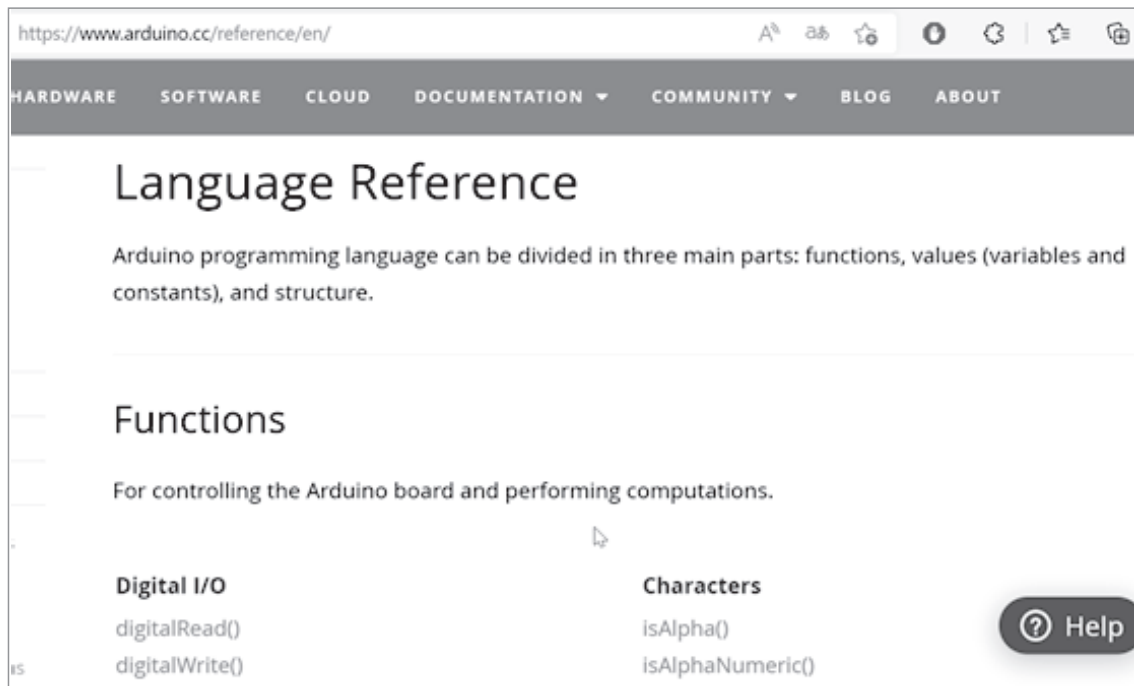 https://www.arduino.cc/reference/en/
HARDWARE SOFTWARE CLOUD DOCUMENTATION COMMUNITY BLOG ABOUT
Language Reference
Arduino programming language can be divided in three main parts: functions, values (variables and
constants), and structure.
Functions
For controlling the Arduino board and performing computations.
Digital I/O Characters
digitalRead() isAlpha()
Help
digitalWrite() isAlphaNumeric()